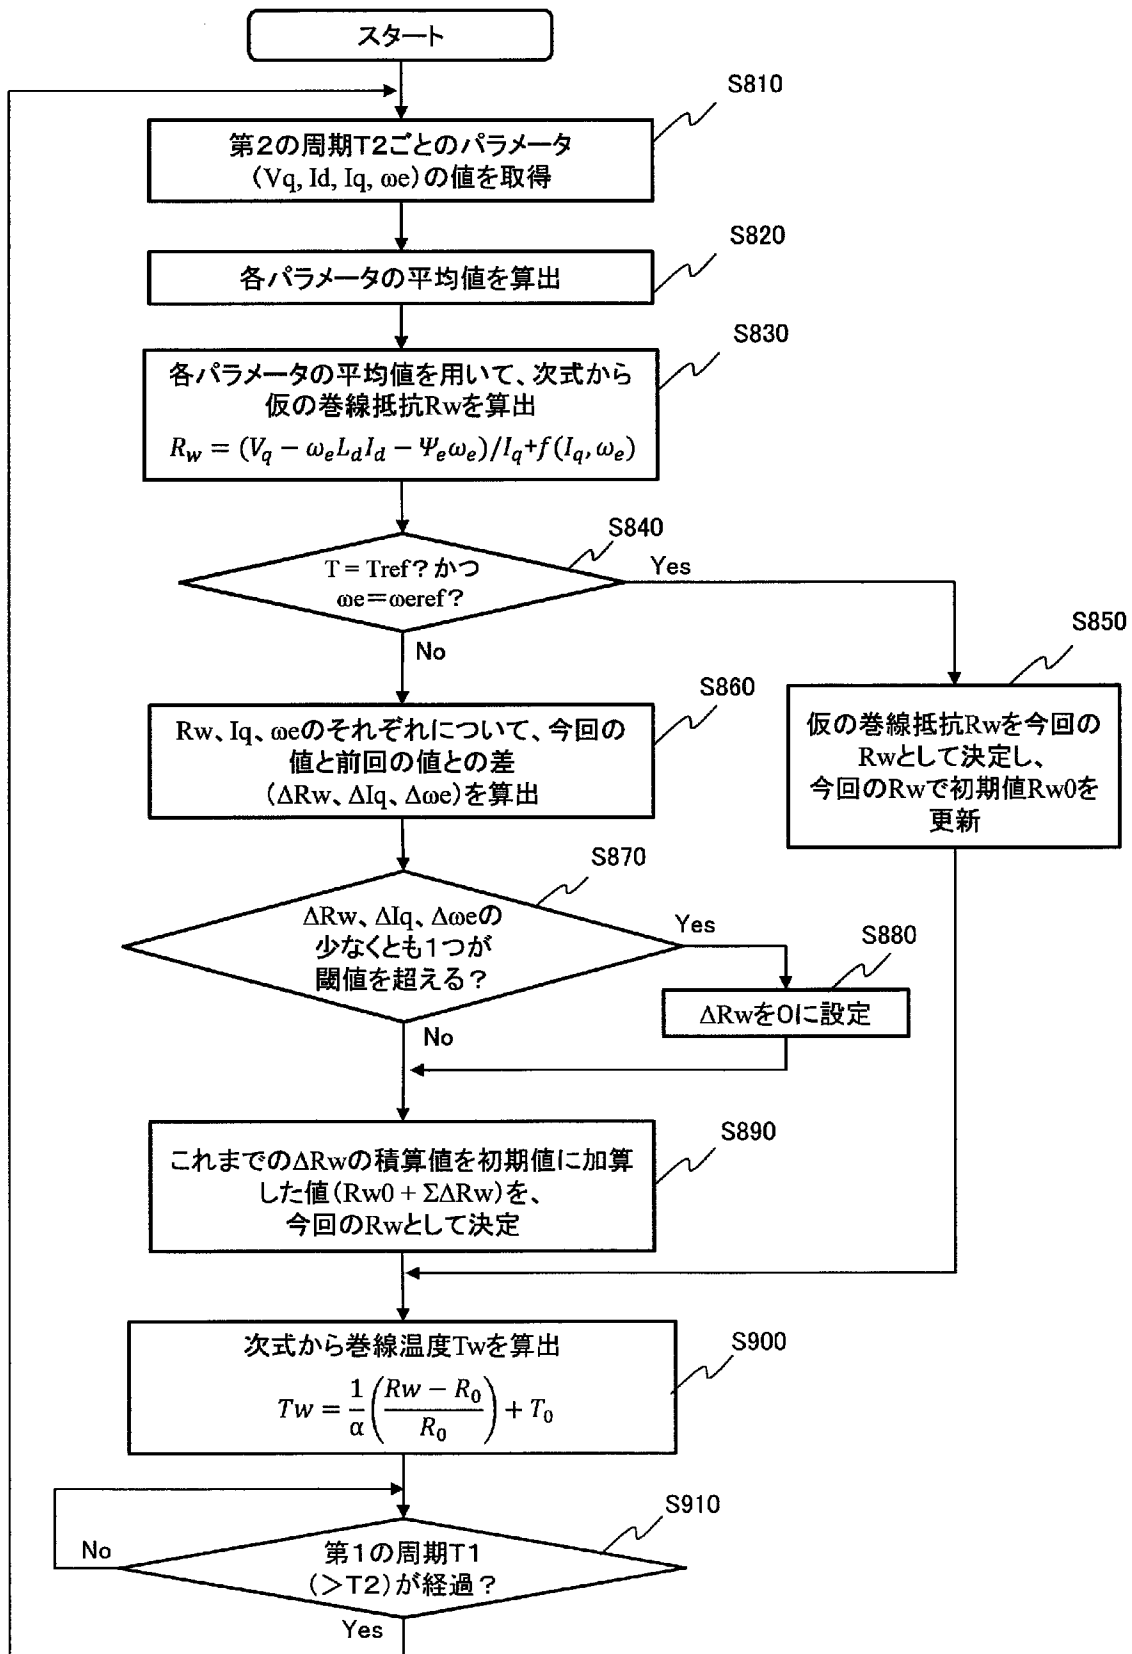 スタート
S810
第2の周期T2ごとのパラメータ
(Vq, Id, Iq, ωe)の値を取得
S820
各パラメータの平均値を算出
S830
各パラメータの平均値を用いて、次式から
仮の巻線抵抗Rwを算出
R_w = (V_q − ω_e L_d I_d − Ψ_e ω_e)/I_q+f(I_q, ω_e)
S840
T = Tref?かつ
ωe=ωeref?
Yes
No
S850
仮の巻線抵抗Rwを今回の
Rwとして決定し、
今回のRwで初期値Rw0を
更新
S860
Rw、Iq、ωeのそれぞれについて、今回の
値と前回の値との差
(ΔRw、ΔIq、Δωe)を算出
S870
ΔRw、ΔIq、Δωeの
少なくとも1つが
閾値を超える?
Yes
No
S880
ΔRwを0に設定
S890
これまでのΔRwの積算値を初期値に加算
した値(Rw0 + ΣΔRw)を、
今回のRwとして決定
S900
次式から巻線温度Twを算出
Tw = 1/α ((Rw − R_0)/R_0) + T_0
S910
第1の周期T1
(>T2)が経過?
No
Yes